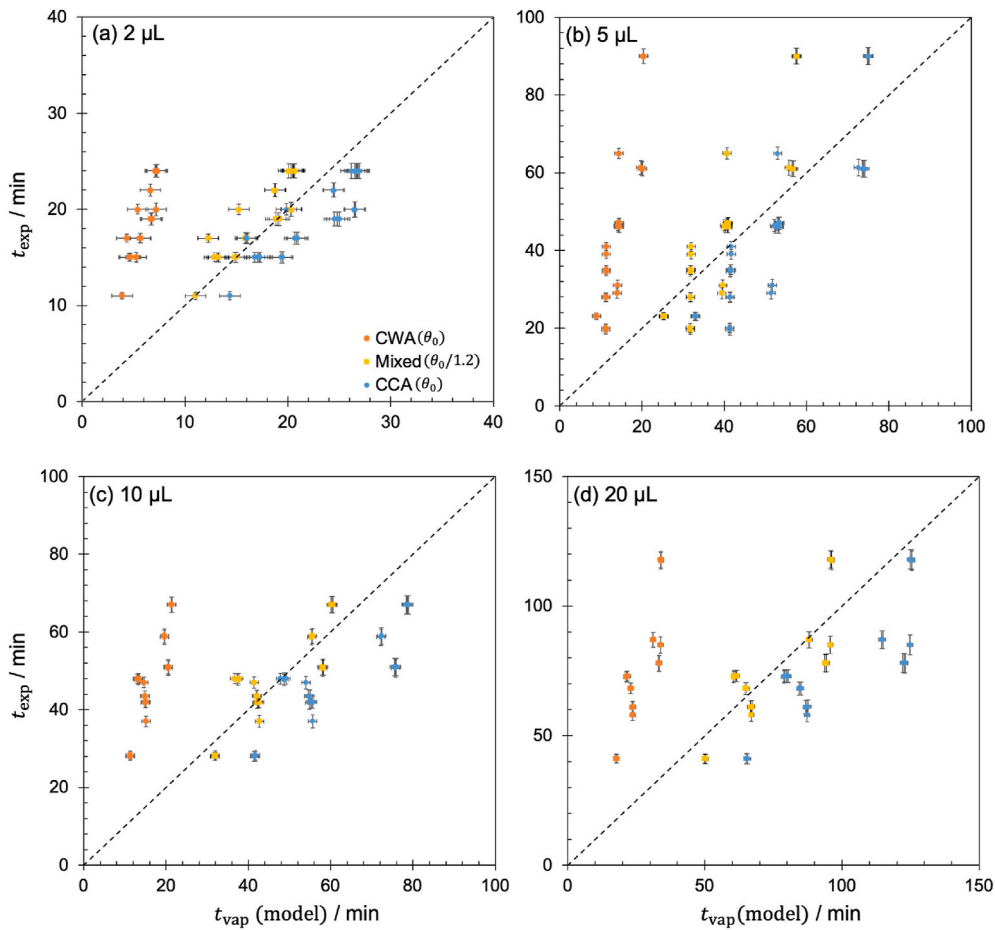 (a) 2 µL
40
30
20
10
0
0 10 20 30 40
t_exp / min
CWA(θ₀)
Mixed(θ₀/1.2)
CCA(θ₀)
(b) 5 µL
100
80
60
40
20
0
0 20 40 60 80 100
(c) 10 µL
100
80
60
40
20
0
0 20 40 60 80 100
t_exp / min
t_vap (model) / min
(d) 20 µL
150
100
50
0
0 50 100 150
t_vap(model) / min